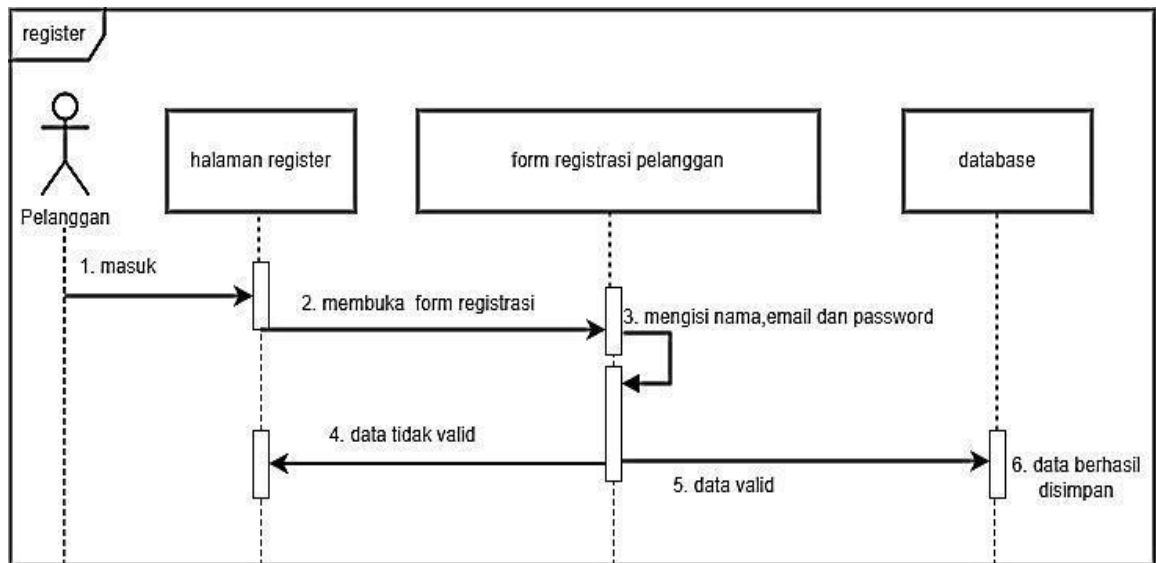 register
halaman register
form registrasi pelanggan
database
Pelanggan
1. masuk
2. membuka form registrasi
3. mengisi nama,email dan password
4. data tidak valid
5. data valid
6. data berhasil
disimpan